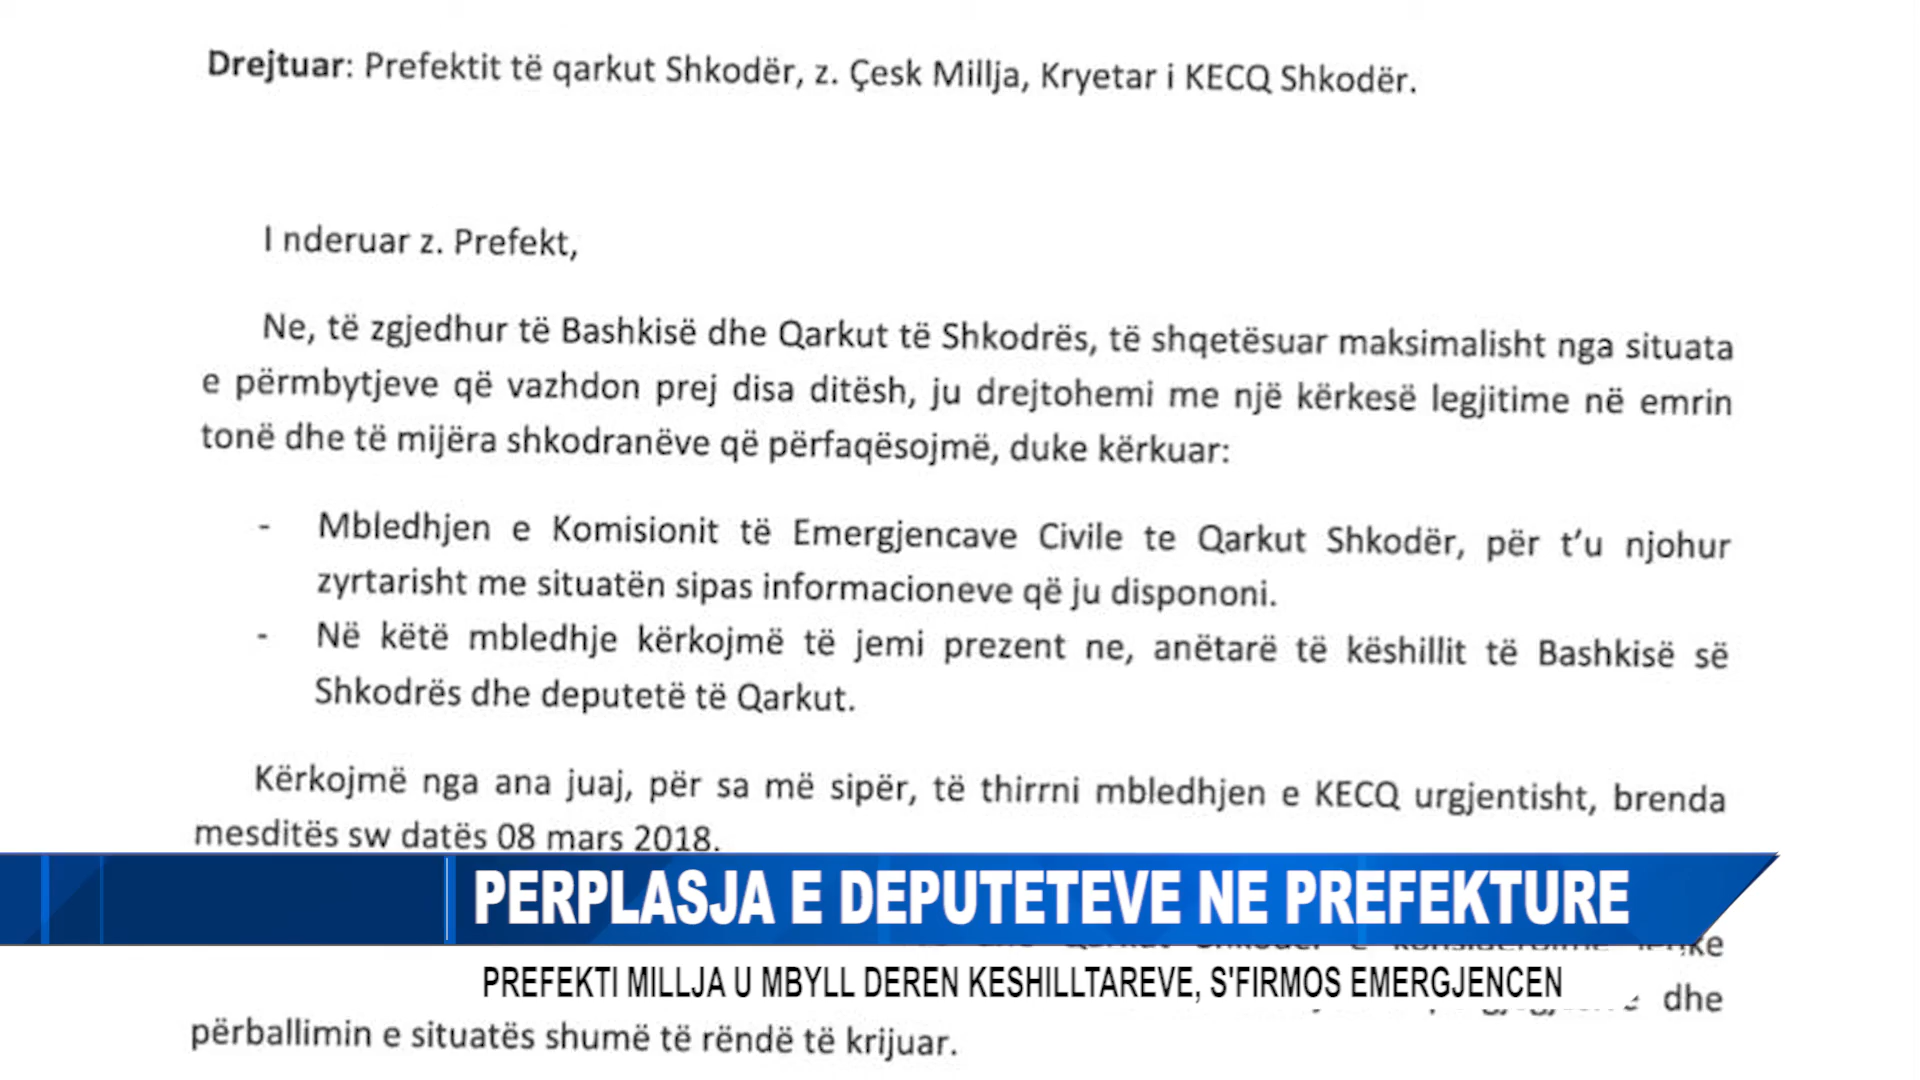 Drejtuar: Prefektit të qarkut Shkodër, z. Çesk Millja, Kryetar i KECQ Shkodër.
I nderuar z. Prefekt,
Ne, të zgjedhur të Bashkisë dhe Qarkut të Shkodrës, të shqetësuar maksimalisht nga situata
e përmbytjeve që vazhdon prej disa ditësh, ju drejtohemi me një kërkesë legjitime në emrin
tonë dhe të mijëra shkodranëve që përfaqësojmë, duke kërkuar:
- Mbledhjen e Komisionit të Emergjencave Civile te Qarkut Shkodër, për t’u njohur
zyrtarisht me situatën sipas informacioneve që ju dispononi.
- Në këtë mbledhje kërkojmë të jemi prezent ne, anëtarë të këshillit të Bashkisë së
Shkodrës dhe deputetë të Qarkut.
Kërkojmë nga ana juaj, për sa më sipër, të thirrni mbledhjen e KECQ urgjentisht, brenda
mesditës sw datës 08 mars 2018.
PERPLASJA E DEPUTETEVE NE PREFEKTURE
PREFEKTI MILLJA U MBYLL DEREN KESHILLTAREVE, S'FIRMOS EMERGJENCEN
dhe
përballimin e situatës shumë të rëndë të krijuar.